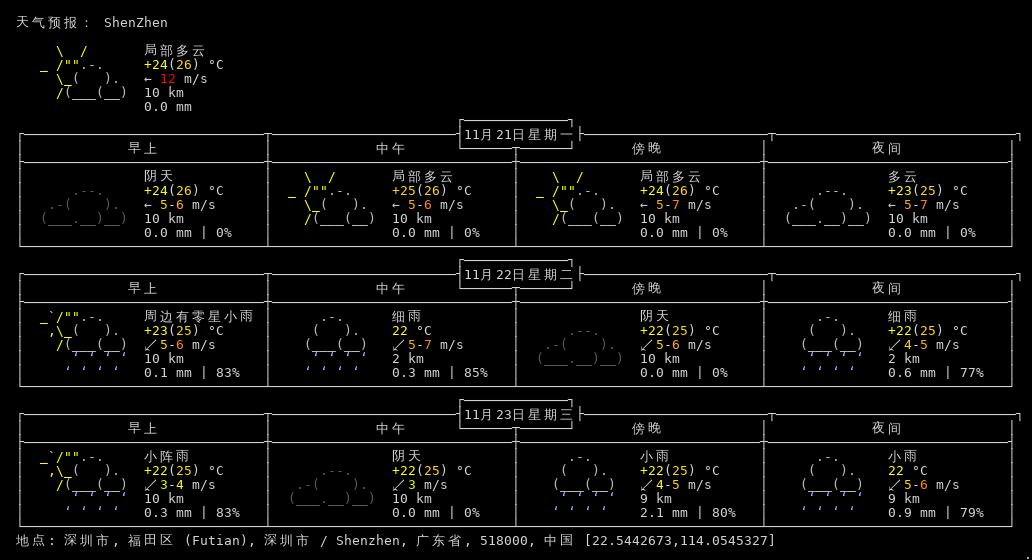 天气预报： ShenZhen
局部多云
+24(26) °C
← 12 m/s
10 km
0.0 mm
11月21日星期一
早上 中午 傍晚 夜间
阴天 局部多云 局部多云 多云
+24(26) °C +25(26) °C +24(26) °C +23(25) °C
← 5-6 m/s ← 5-6 m/s ← 5-7 m/s ← 5-7 m/s
10 km 10 km 10 km 10 km
0.0 mm | 0% 0.0 mm | 0% 0.0 mm | 0% 0.0 mm | 0%
11月22日星期二
早上 中午 傍晚 夜间
周边有零星小雨 细雨 阴天 细雨
+23(25) °C 22 °C +22(25) °C +22(25) °C
↙ 5-6 m/s ↙ 5-7 m/s ↙ 5-6 m/s ↙ 4-5 m/s
10 km 2 km 10 km 2 km
0.1 mm | 83% 0.3 mm | 85% 0.0 mm | 0% 0.6 mm | 77%
11月23日星期三
早上 中午 傍晚 夜间
小阵雨 阴天 小雨 小雨
+22(25) °C +22(25) °C +22(25) °C 22 °C
↙ 3-4 m/s ↙ 3 m/s ↙ 4-5 m/s ↙ 5-6 m/s
10 km 10 km 9 km 9 km
0.3 mm | 83% 0.0 mm | 0% 2.1 mm | 80% 0.9 mm | 79%
地点: 深圳市, 福田区 (Futian), 深圳市 / Shenzhen, 广东省, 518000, 中国 [22.5442673,114.0545327]